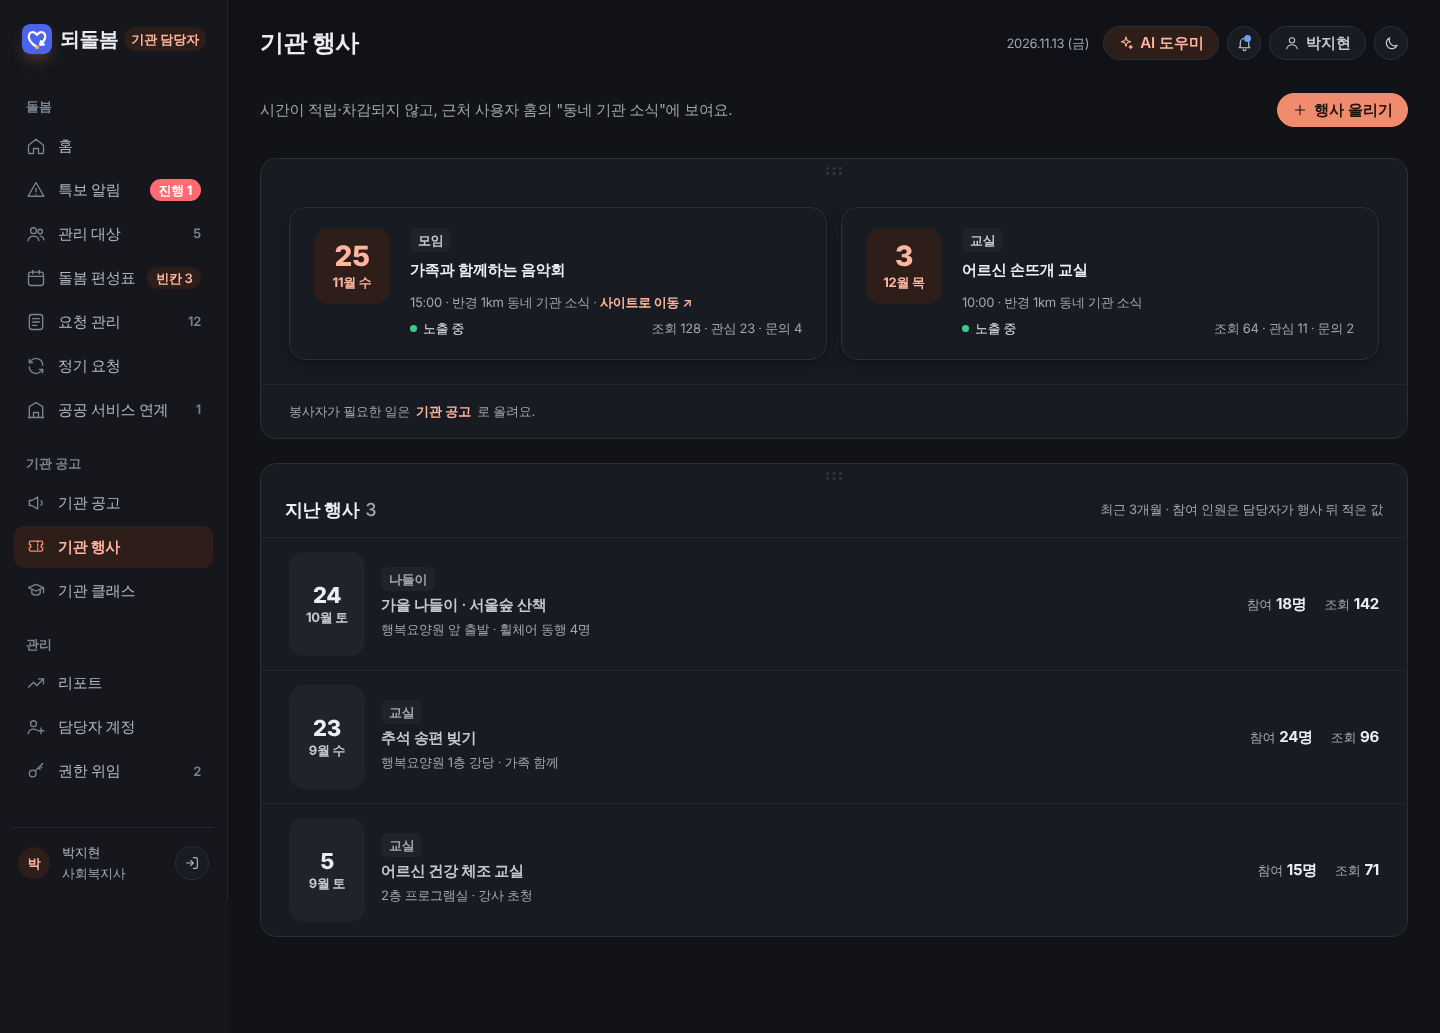 되돌봄 기관 담당자
돌봄
홈
특보 알림 진행 1
관리 대상 5
돌봄 편성표 빈칸 3
요청 관리 12
정기 요청
공공 서비스 연계 1
기관 공고
기관 공고
기관 행사
기관 클래스
관리
리포트
담당자 계정
권한 위임 2
박 박지현
사회복지사
기관 행사
2026.11.13 (금) AI 도우미 박지현
시간이 적립·차감되지 않고, 근처 사용자 홈의 "동네 기관 소식"에 보여요.
행사 올리기
25
11월 수
모임
가족과 함께하는 음악회
15:00 · 반경 1km 동네 기관 소식 · 사이트로 이동 ↗
노출 중 조회 128 · 관심 23 · 문의 4
3
12월 목
교실
어르신 손뜨개 교실
10:00 · 반경 1km 동네 기관 소식
노출 중 조회 64 · 관심 11 · 문의 2
봉사자가 필요한 일은 기관 공고 로 올려요.
지난 행사 3 최근 3개월 · 참여 인원은 담당자가 행사 뒤 적은 값
24
10월 토
나들이
가을 나들이 · 서울숲 산책
행복요양원 앞 출발 · 휠체어 동행 4명
참여 18명 조회 142
23
9월 수
교실
추석 송편 빚기
행복요양원 1층 강당 · 가족 함께
참여 24명 조회 96
5
9월 토
교실
어르신 건강 체조 교실
2층 프로그램실 · 강사 초청
참여 15명 조회 71